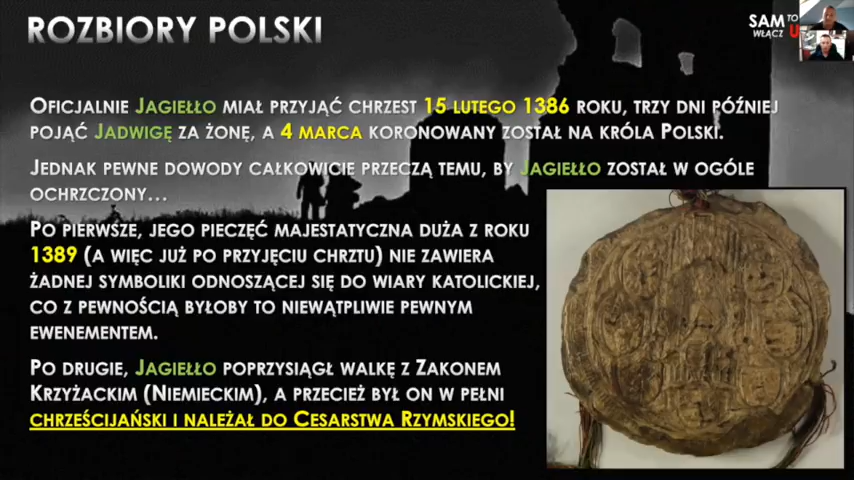 ROZBIORY POLSKI
SAM TO
WŁĄCZ U
OFICJALNIE JAGIEŁŁO MIAŁ PRZYJĄĆ CHRZEST 15 LUTEGO 1386 ROKU, TRZY DNI PÓŹNIEJ
POJĄĆ JADWIGĘ ZA ŻONĘ, A 4 MARCA KORONOWANY ZOSTAŁ NA KRÓLA POLSKI.
JEDNAK PEWNE DOWODY CAŁKOWICIE PRZECZĄ TEMU, BY JAGIEŁŁO ZOSTAŁ W OGÓLE
OCHRZCZONY...
PO PIERWSZE, JEGO PIECZĘĆ MAJESTATYCZNA DUŻA Z ROKU
1389 (A WIĘC JUŻ PO PRZYJĘCIU CHRZTU) NIE ZAWIERA
ŻADNEJ SYMBOLIKI ODNOSZĄCEJ SIĘ DO WIARY KATOLICKIEJ,
CO Z PEWNOŚCIĄ BYŁOBY TO NIEWĄTPLIWIE PEWNYM
EWENEMENTEM.
PO DRUGIE, JAGIEŁŁO POPRZYSIĄGŁ WALKĘ Z ZAKONEM
KRZYŻACKIM (NIEMIECKIM), A PRZECIEŻ BYŁ ON W PEŁNI
CHRZEŚCIJAŃSKI I NALEŻAŁ DO CESARSTWA RZYMSKIEGO!